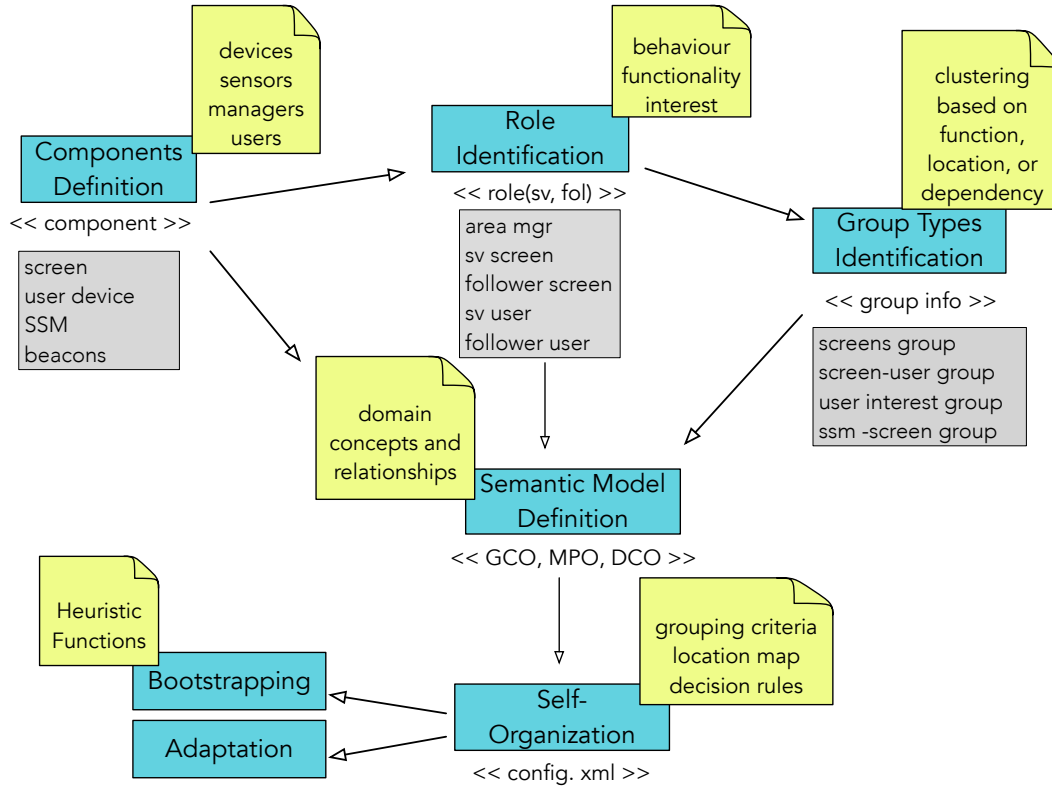 devices
sensors
managers
users
Components
Definition
<< component >>
screen
user device
SSM
beacons
behaviour
functionality
interest
Role
Identification
<< role(sv, fol) >>
area mgr
sv screen
follower screen
sv user
follower user
clustering
based on
function,
location, or
dependency
Group Types
Identification
<< group info >>
screens group
screen-user group
user interest group
ssm -screen group
domain
concepts and
relationships
Semantic Model
Definition
<< GCO, MPO, DCO >>
grouping criteria
location map
decision rules
Self-
Organization
<< config. xml >>
Heuristic
Functions
Bootstrapping
Adaptation